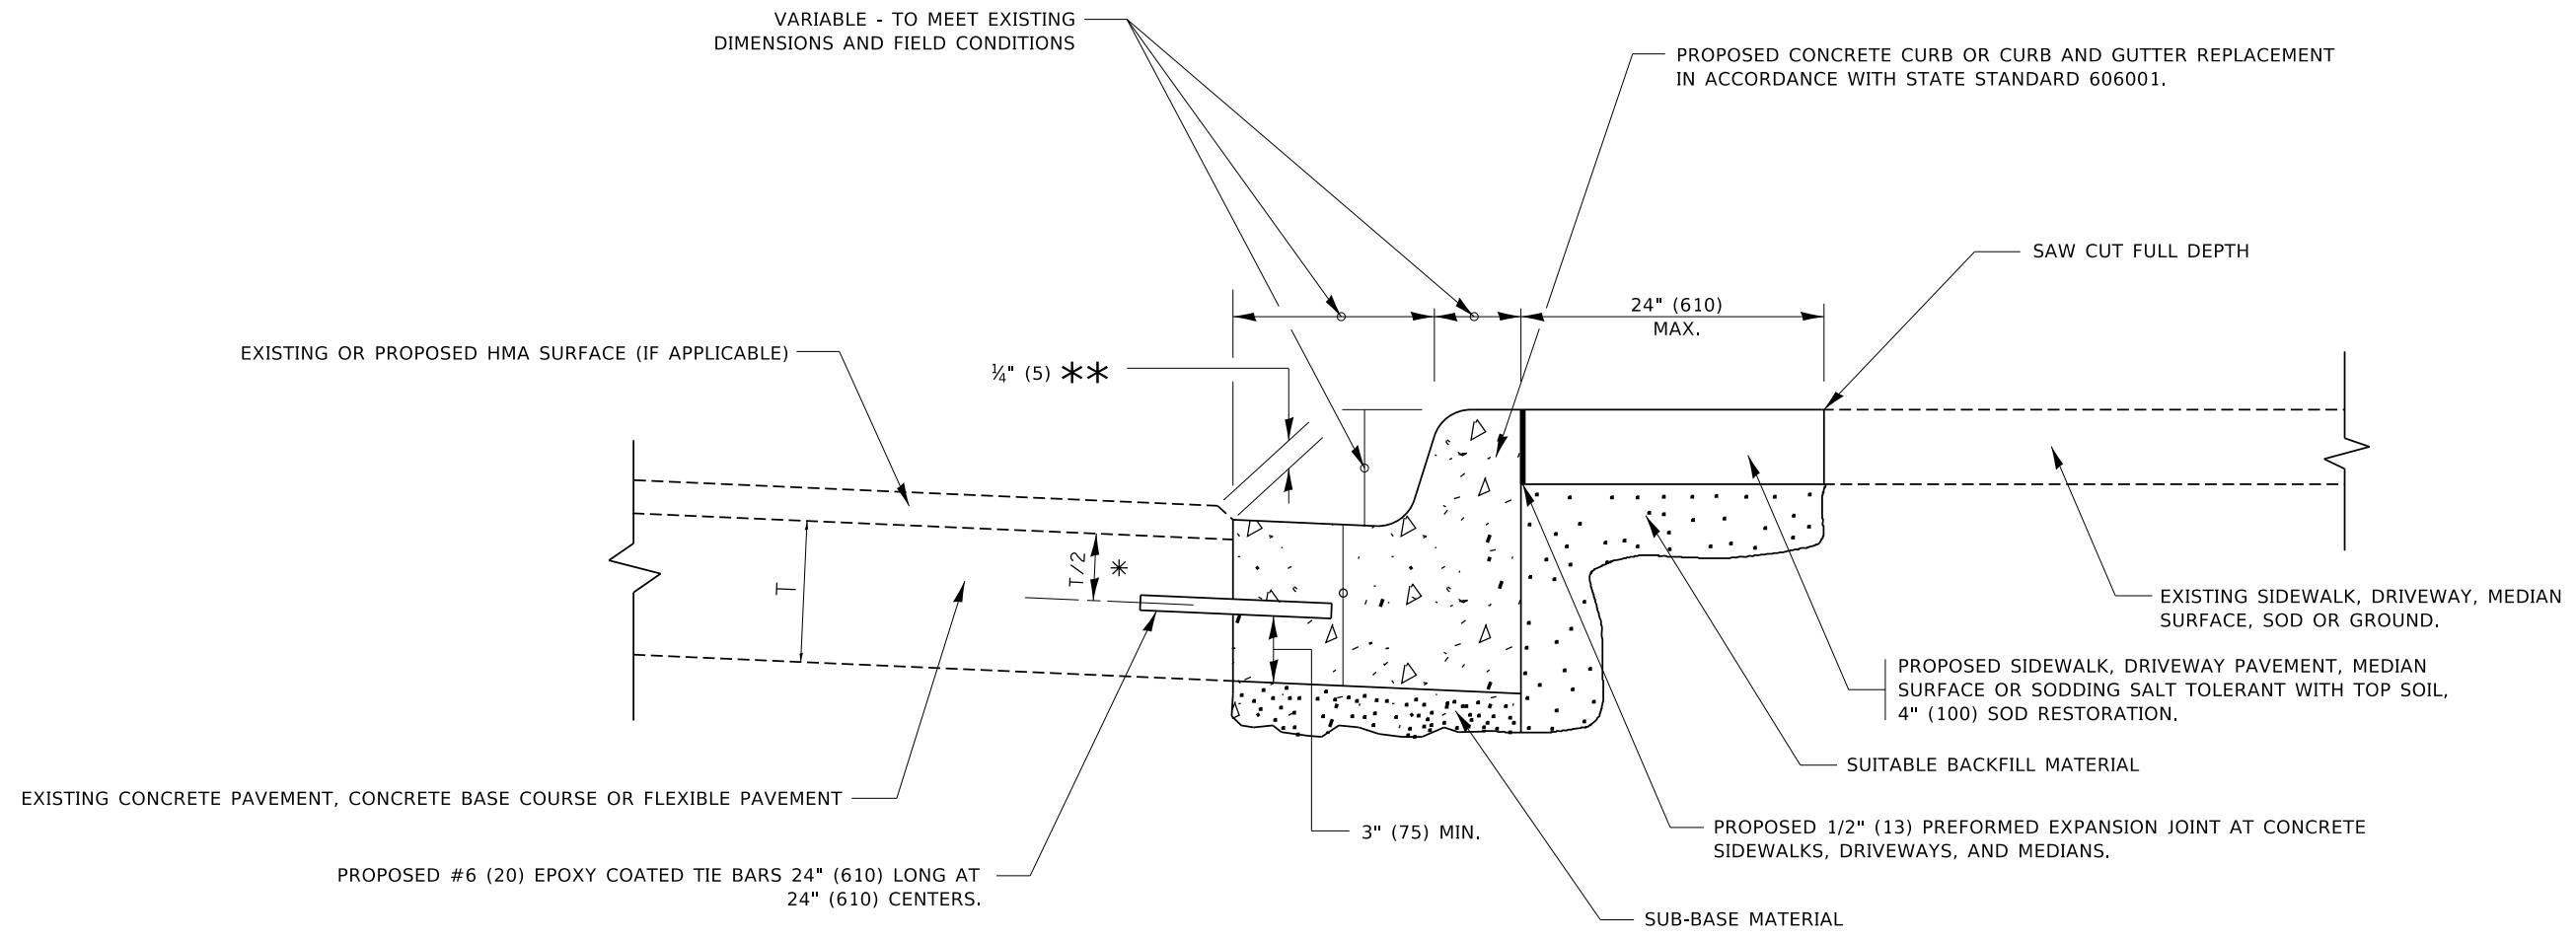 VARIABLE - TO MEET EXISTING
DIMENSIONS AND FIELD CONDITIONS
PROPOSED CONCRETE CURB OR CURB AND GUTTER REPLACEMENT
IN ACCORDANCE WITH STATE STANDARD 606001.
SAW CUT FULL DEPTH
24" (610)
MAX.
EXISTING OR PROPOSED HMA SURFACE (IF APPLICABLE)
¼" (5) **
T
T/2 *
EXISTING SIDEWALK, DRIVEWAY, MEDIAN
SURFACE, SOD OR GROUND.
PROPOSED SIDEWALK, DRIVEWAY PAVEMENT, MEDIAN
SURFACE OR SODDING SALT TOLERANT WITH TOP SOIL,
4" (100) SOD RESTORATION.
SUITABLE BACKFILL MATERIAL
EXISTING CONCRETE PAVEMENT, CONCRETE BASE COURSE OR FLEXIBLE PAVEMENT
3" (75) MIN.
PROPOSED 1/2" (13) PREFORMED EXPANSION JOINT AT CONCRETE
SIDEWALKS, DRIVEWAYS, AND MEDIANS.
PROPOSED #6 (20) EPOXY COATED TIE BARS 24" (610) LONG AT
24" (610) CENTERS.
SUB-BASE MATERIAL